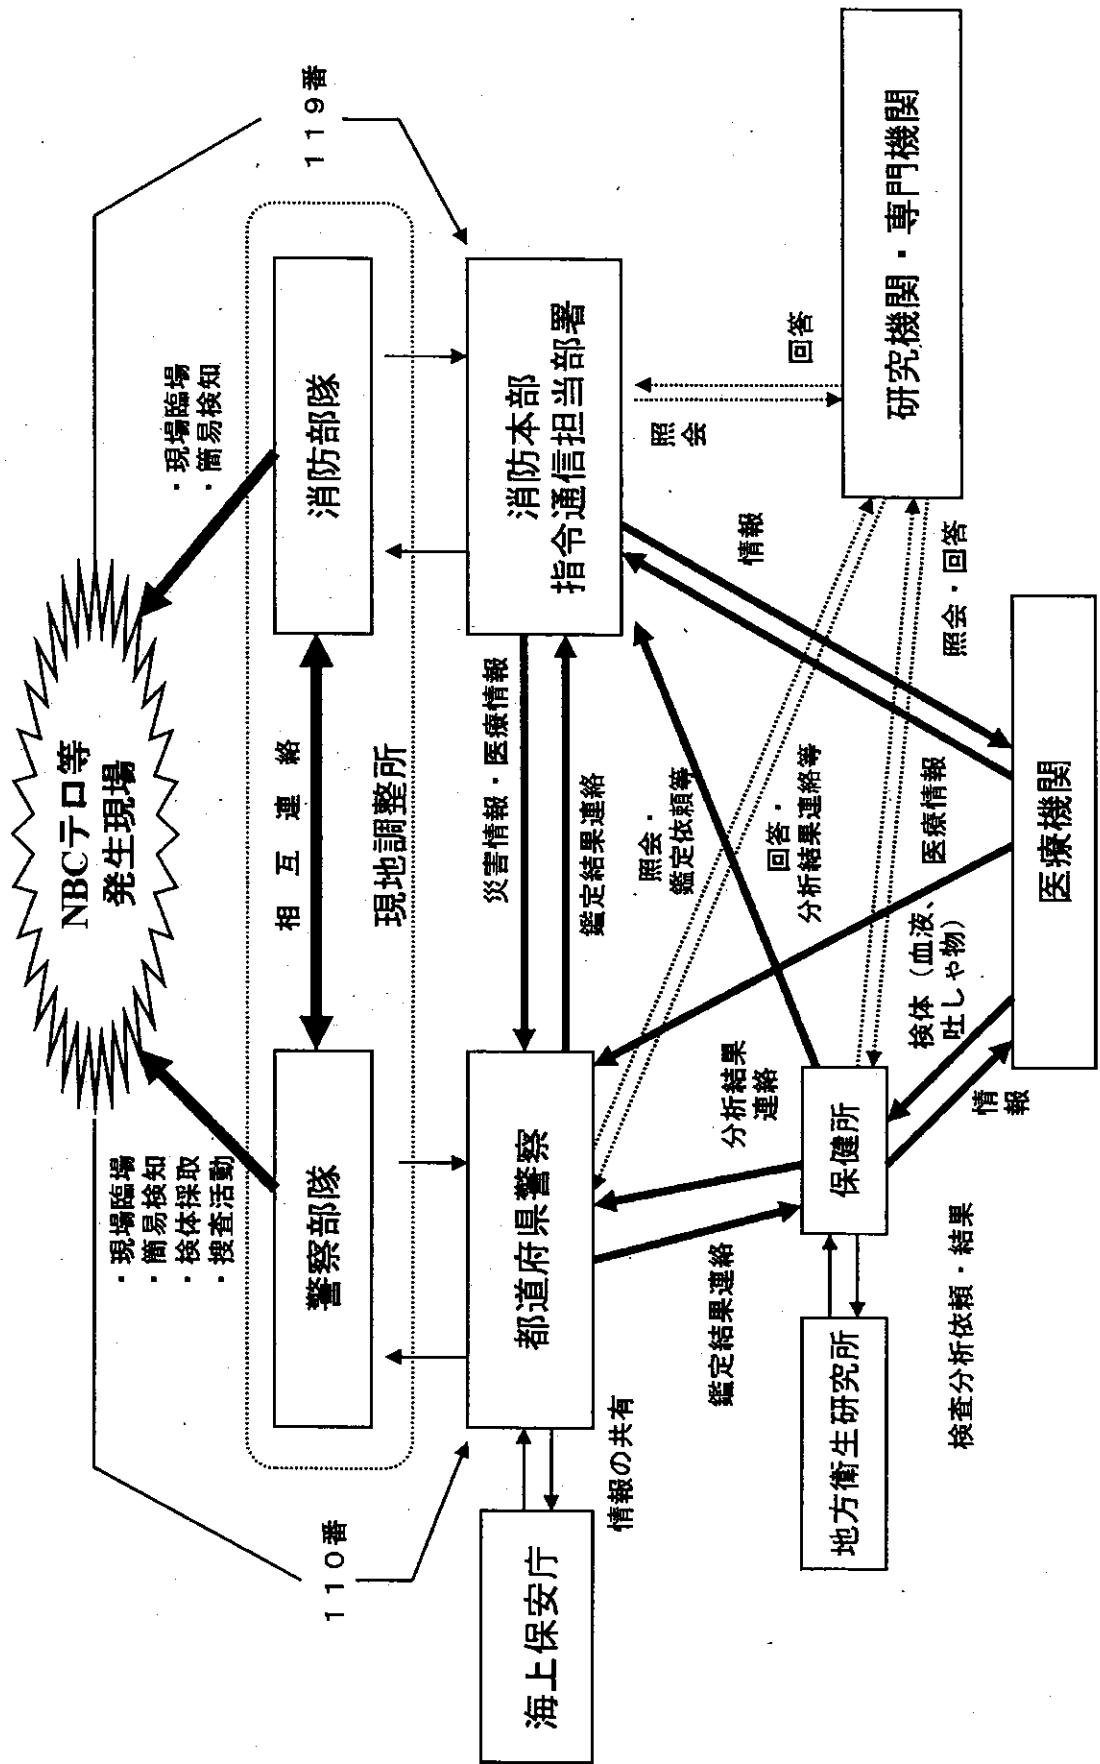 NBCテロ等
発生現場
・現場臨場
・簡易検知
・検体採取
・捜査活動
・現場臨場
・簡易検知
110番
119番
警察部隊
相互連絡
消防部隊
現地調整所
海上保安庁
情報の共有
都道府県警察
災害情報・医療情報
鑑定結果連絡
消防本部
指令通信担当部署
鑑定結果連絡
分析結果
連絡
照会・
鑑定依頼等
回答・
分析結果連絡等
照会
回答
情報
地方衛生研究所
検査分析依頼・結果
保健所
検体（血液、
吐しゃ物）
医療情報
照会・回答
研究機関・専門機関
情報
医療機関